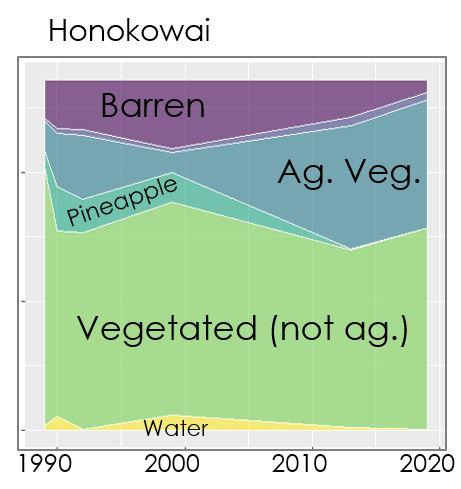 Honokowai
Barren
Ag. Veg.
Pineapple
Vegetated (not ag.)
Water
1990 2000 2010 2020